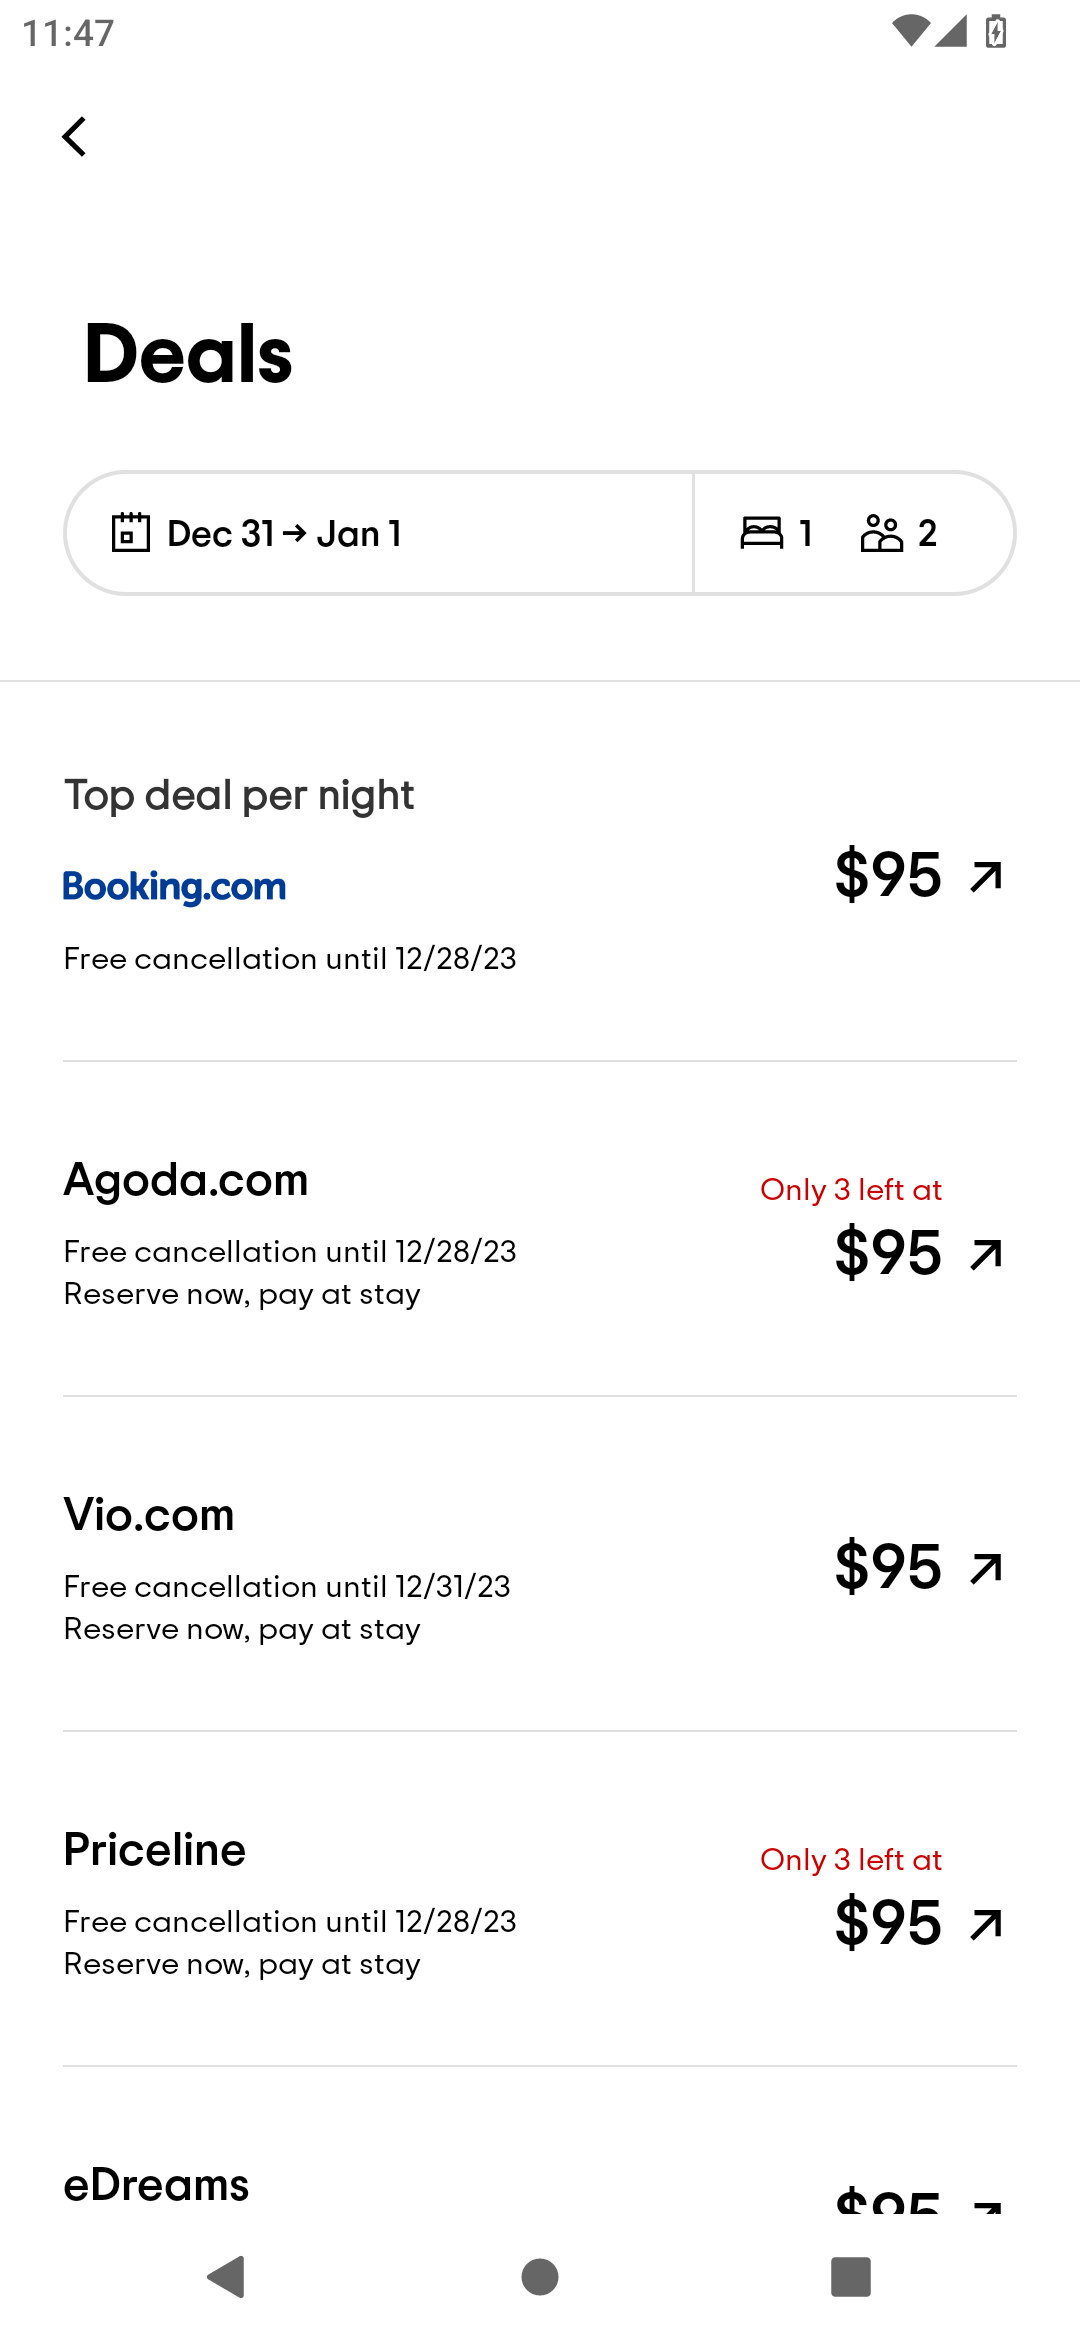 11:47
Deals
Dec 31 → Jan 1
1
2
Top deal per night
Booking.com
$95
Free cancellation until 12/28/23
Agoda.com
Only 3 left at
Free cancellation until 12/28/23
$95
Reserve now, pay at stay
Vio.com
$95
Free cancellation until 12/31/23
Reserve now, pay at stay
Priceline
Only 3 left at
Free cancellation until 12/28/23
$95
Reserve now, pay at stay
eDreams
$95